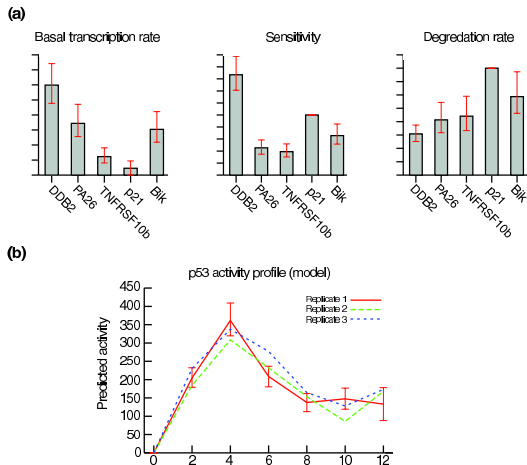 (a)
Basal transcription rate
Sensitivity
Degredation rate
DDB2
PA26
TNFRSF10b
p21
Bik
DDB2
PA26
TNFRSF10b
p21
Bik
DDB2
PA26
TNFRSF10b
p21
Bik
(b)
p53 activity profile (model)
Predicted activity
450
400
350
300
250
200
150
100
50
0
Replicate 1
Replicate 2
Replicate 3
0 2 4 6 8 10 12